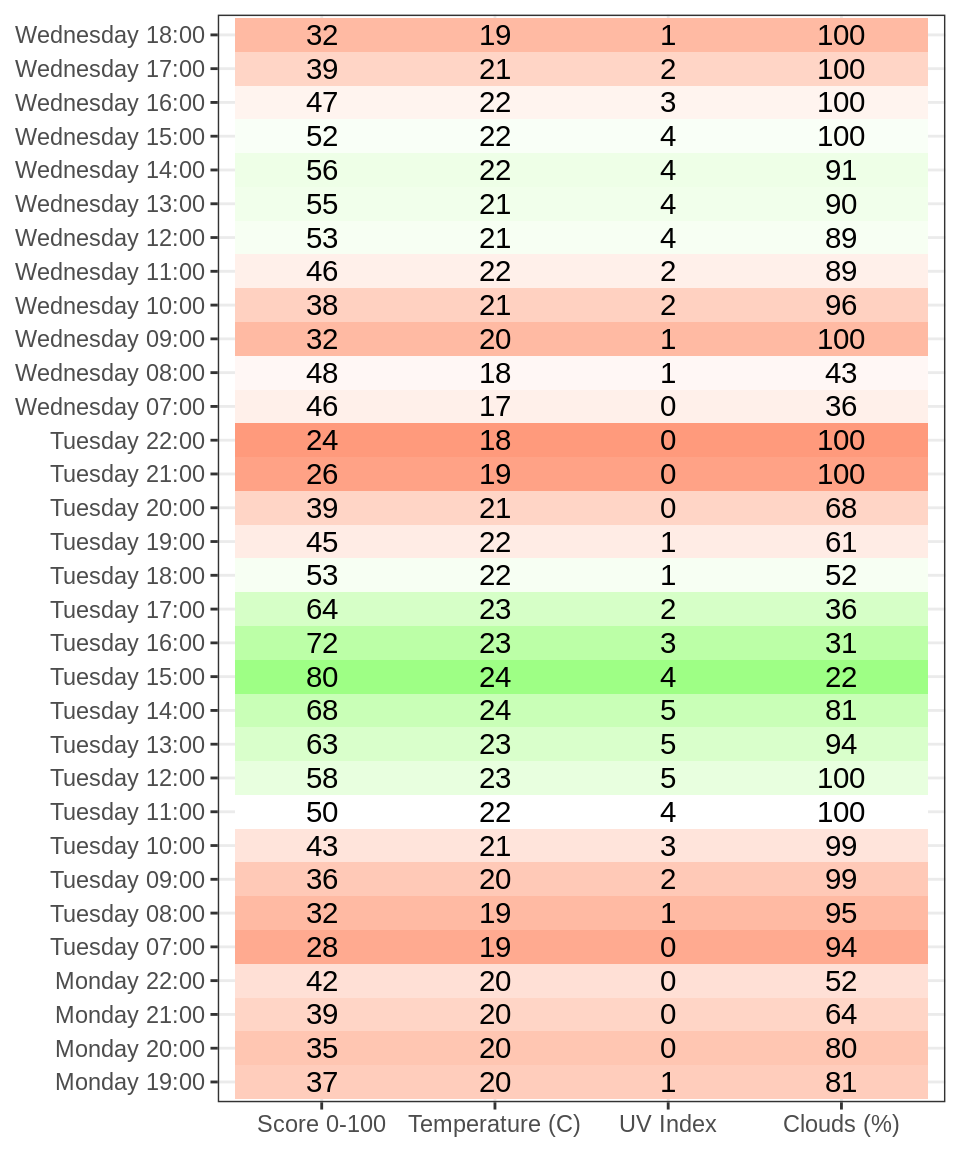 Wednesday 18:00 32 19 1 100
Wednesday 17:00 39 21 2 100
Wednesday 16:00 47 22 3 100
Wednesday 15:00 52 22 4 100
Wednesday 14:00 56 22 4 91
Wednesday 13:00 55 21 4 90
Wednesday 12:00 53 21 4 89
Wednesday 11:00 46 22 2 89
Wednesday 10:00 38 21 2 96
Wednesday 09:00 32 20 1 100
Wednesday 08:00 48 18 1 43
Wednesday 07:00 46 17 0 36
Tuesday 22:00 24 18 0 100
Tuesday 21:00 26 19 0 100
Tuesday 20:00 39 21 0 68
Tuesday 19:00 45 22 1 61
Tuesday 18:00 53 22 1 52
Tuesday 17:00 64 23 2 36
Tuesday 16:00 72 23 3 31
Tuesday 15:00 80 24 4 22
Tuesday 14:00 68 24 5 81
Tuesday 13:00 63 23 5 94
Tuesday 12:00 58 23 5 100
Tuesday 11:00 50 22 4 100
Tuesday 10:00 43 21 3 99
Tuesday 09:00 36 20 2 99
Tuesday 08:00 32 19 1 95
Tuesday 07:00 28 19 0 94
Monday 22:00 42 20 0 52
Monday 21:00 39 20 0 64
Monday 20:00 35 20 0 80
Monday 19:00 37 20 1 81
Score 0-100 Temperature (C) UV Index Clouds (%)